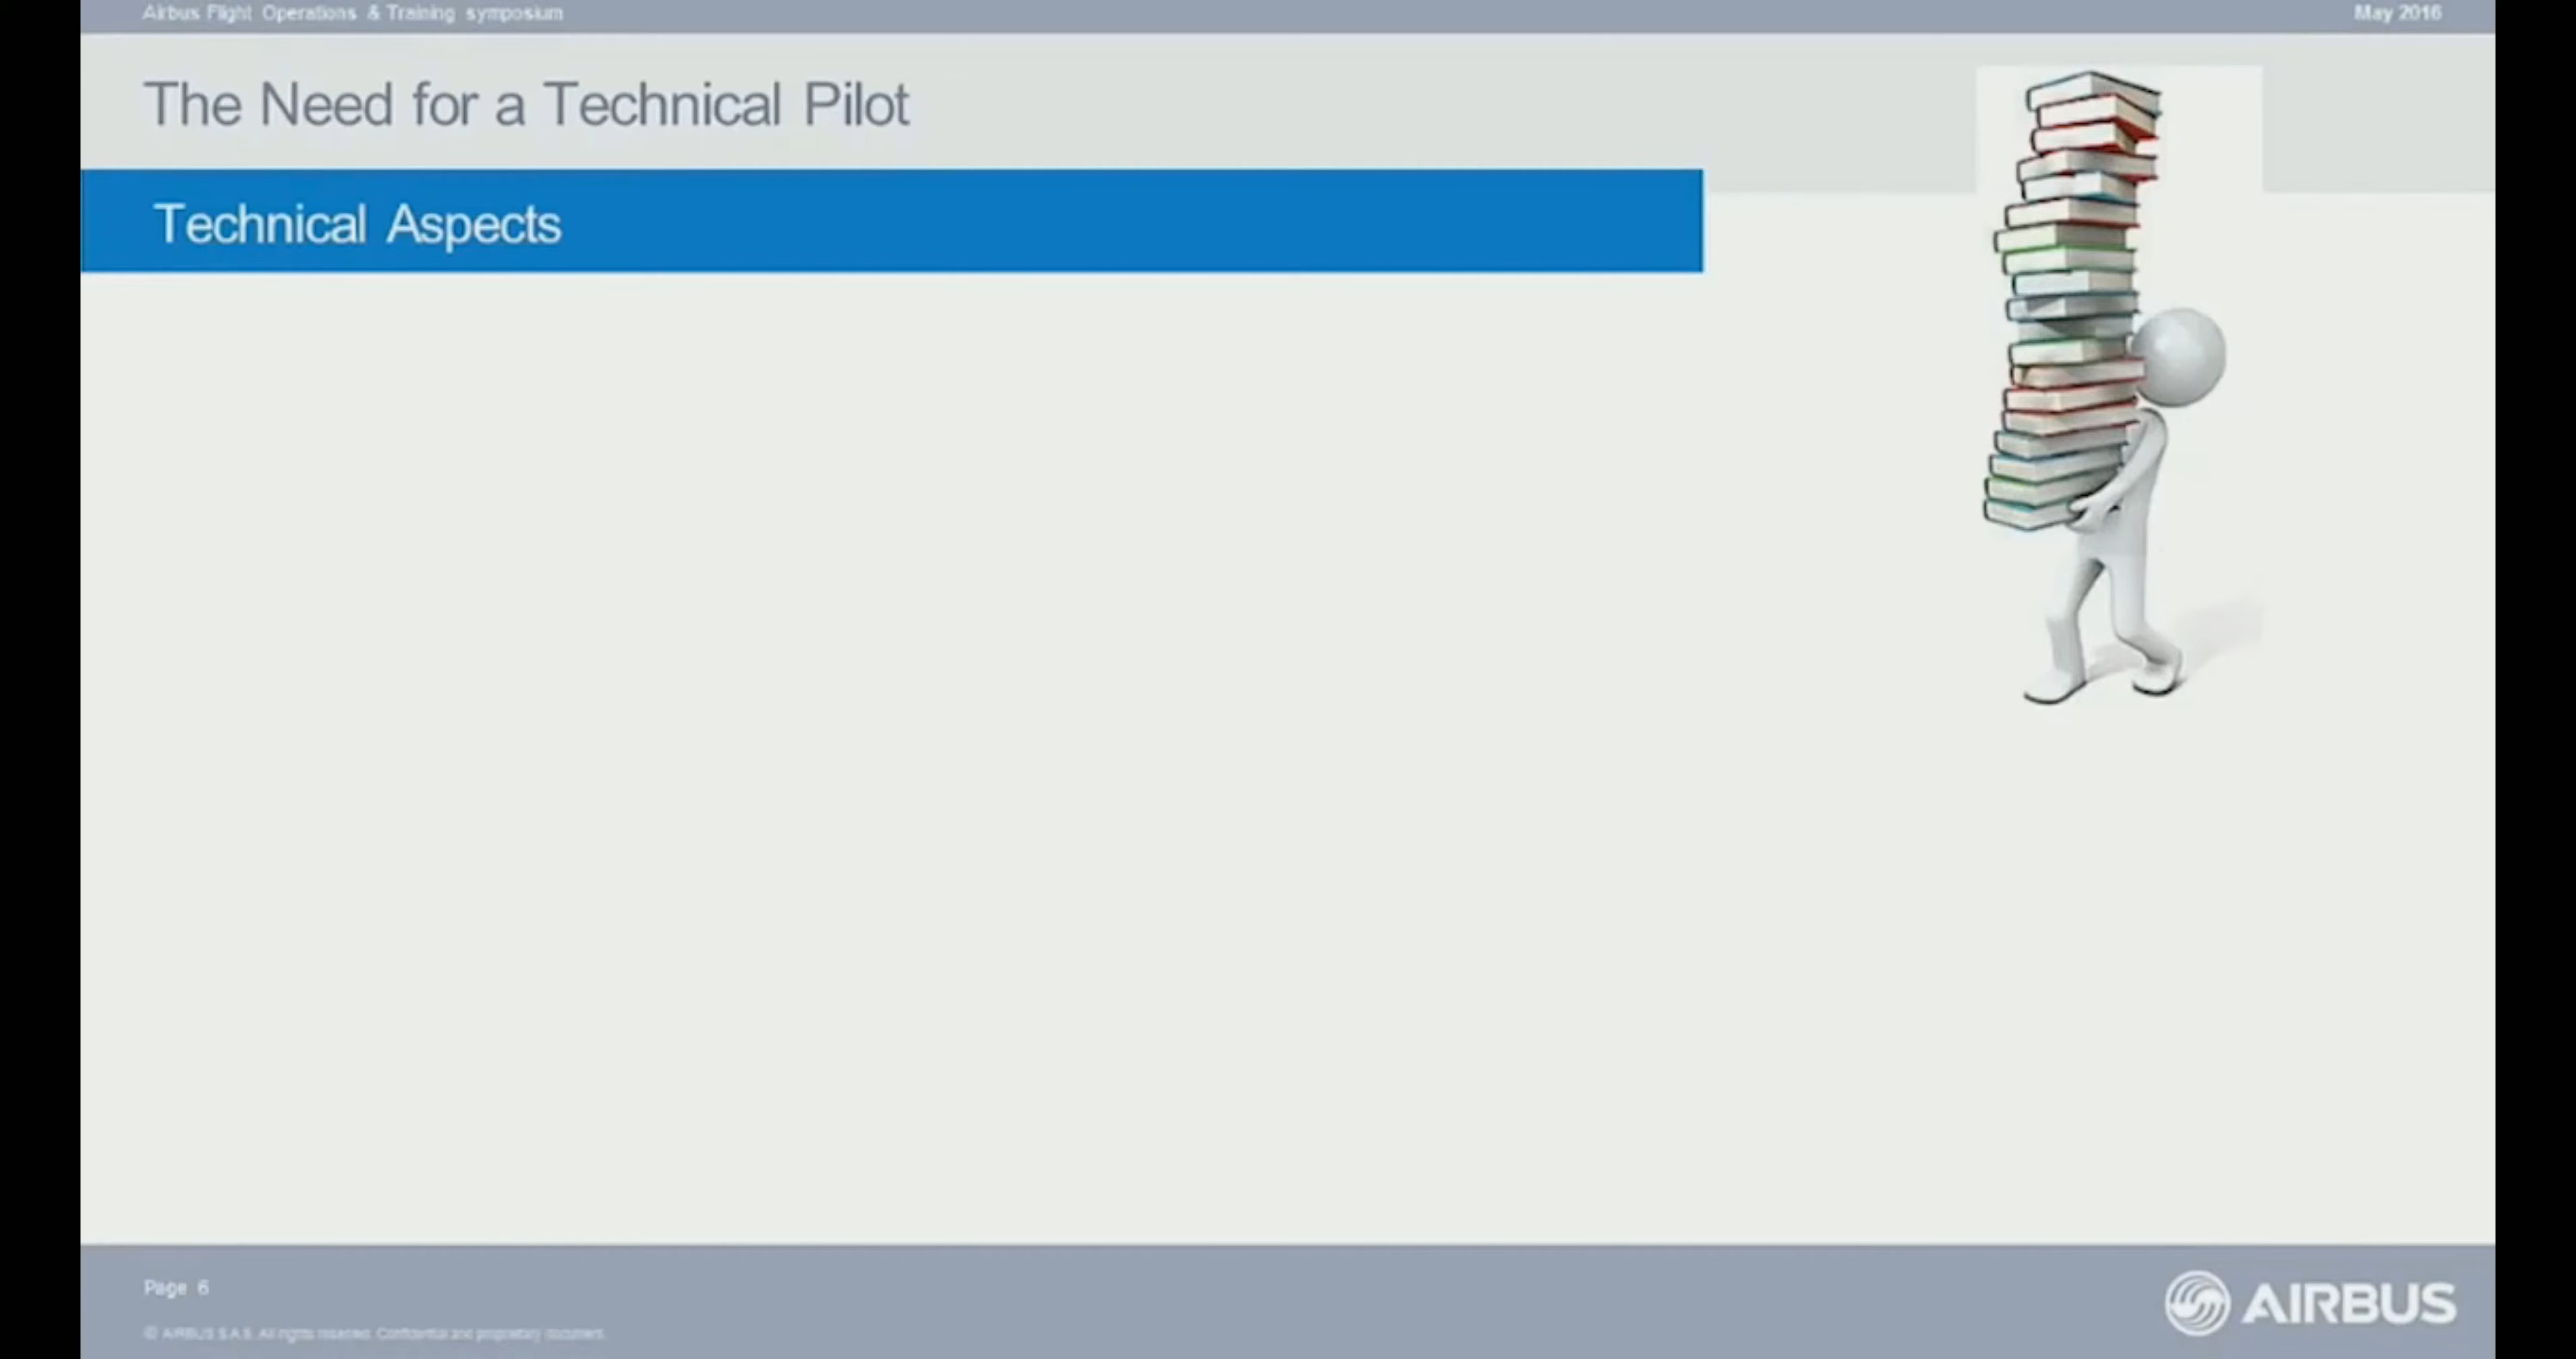 Airbus Flight Operations & Training symposium
May 2016
The Need for a Technical Pilot
Technical Aspects
Page 6
© AIRBUS S.A.S. All rights reserved. Confidential and proprietary document.
AIRBUS